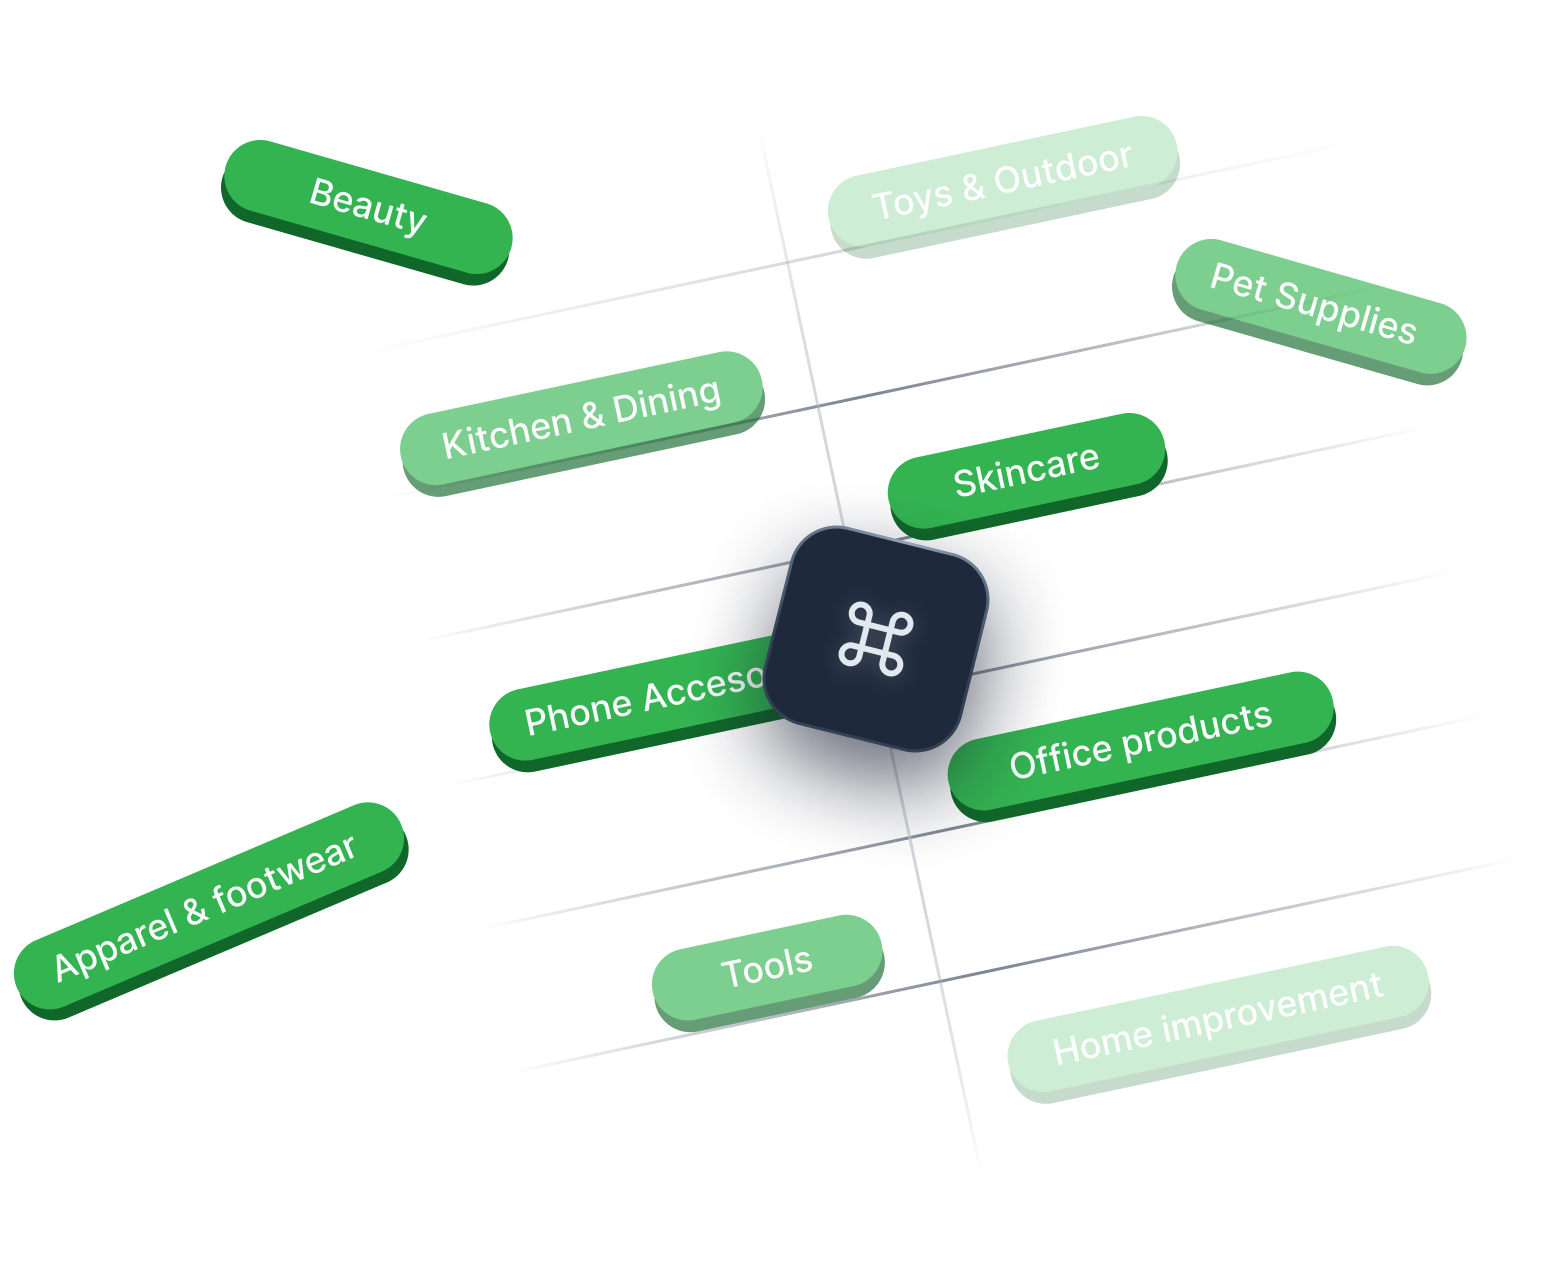 Beauty
Toys & Outdoor
Pet Supplies
Kitchen & Dining
Skincare
Phone Acceso
Office products
Apparel & footwear
Tools
Home improvement